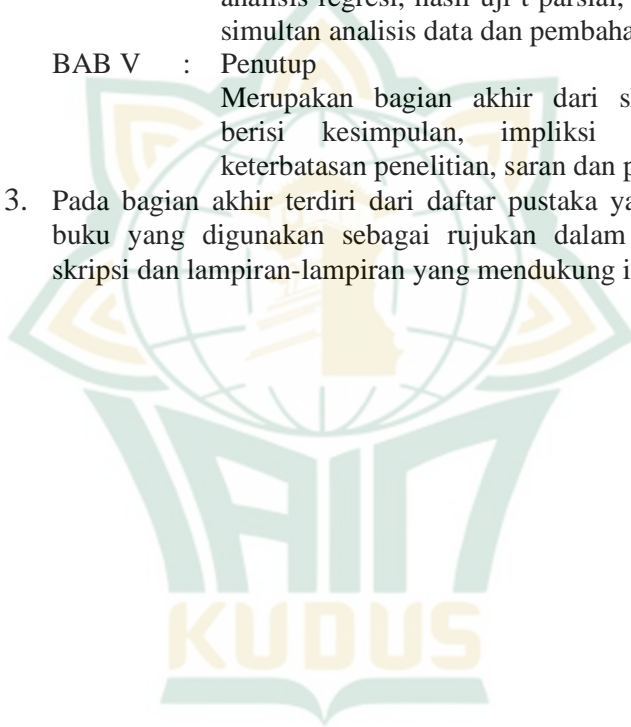 analisis regresi, hasil uji t parsial,
simultan analisis data dan pembaha
BAB V : Penutup
Merupakan bagian akhir dari s
berisi kesimpulan, impliksi
keterbatasan penelitian, saran dan p
3. Pada bagian akhir terdiri dari daftar pustaka ya
buku yang digunakan sebagai rujukan dalam
skripsi dan lampiran-lampiran yang mendukung i
IAIN
KUDUS